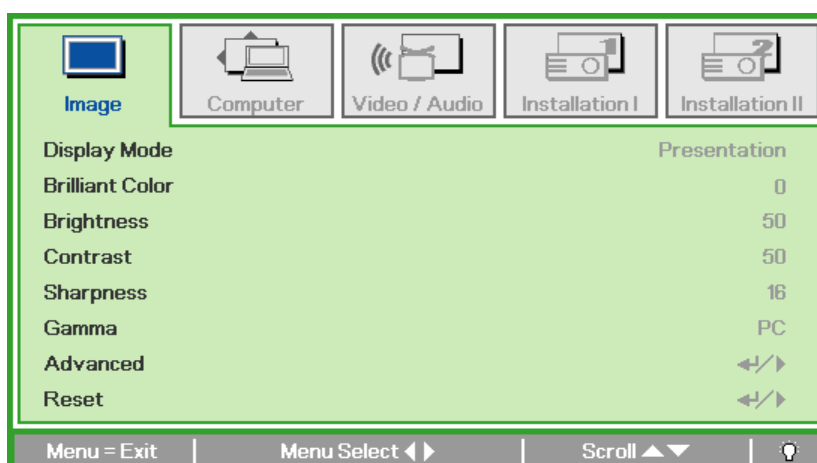 Image
Computer
Video / Audio
Installation I
Installation II
Display Mode Presentation
Brilliant Color 0
Brightness 50
Contrast 50
Sharpness 16
Gamma PC
Advanced
Reset
Menu = Exit Menu Select Scroll